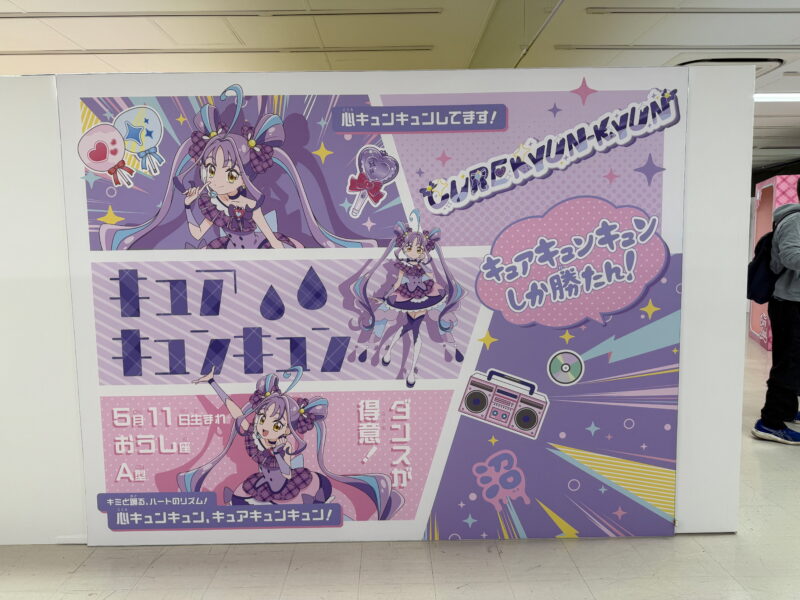 心キュンキュンしてます!
CUREKYUN-KYUN
キュアキュンキュン
しか勝たん!
キュア
キュンキュン
5月11日生まれ
おうし座
A型
ダンスが
得意!
キミと踊る、ハートのリズム!
心キュンキュン、キュアキュンキュン!